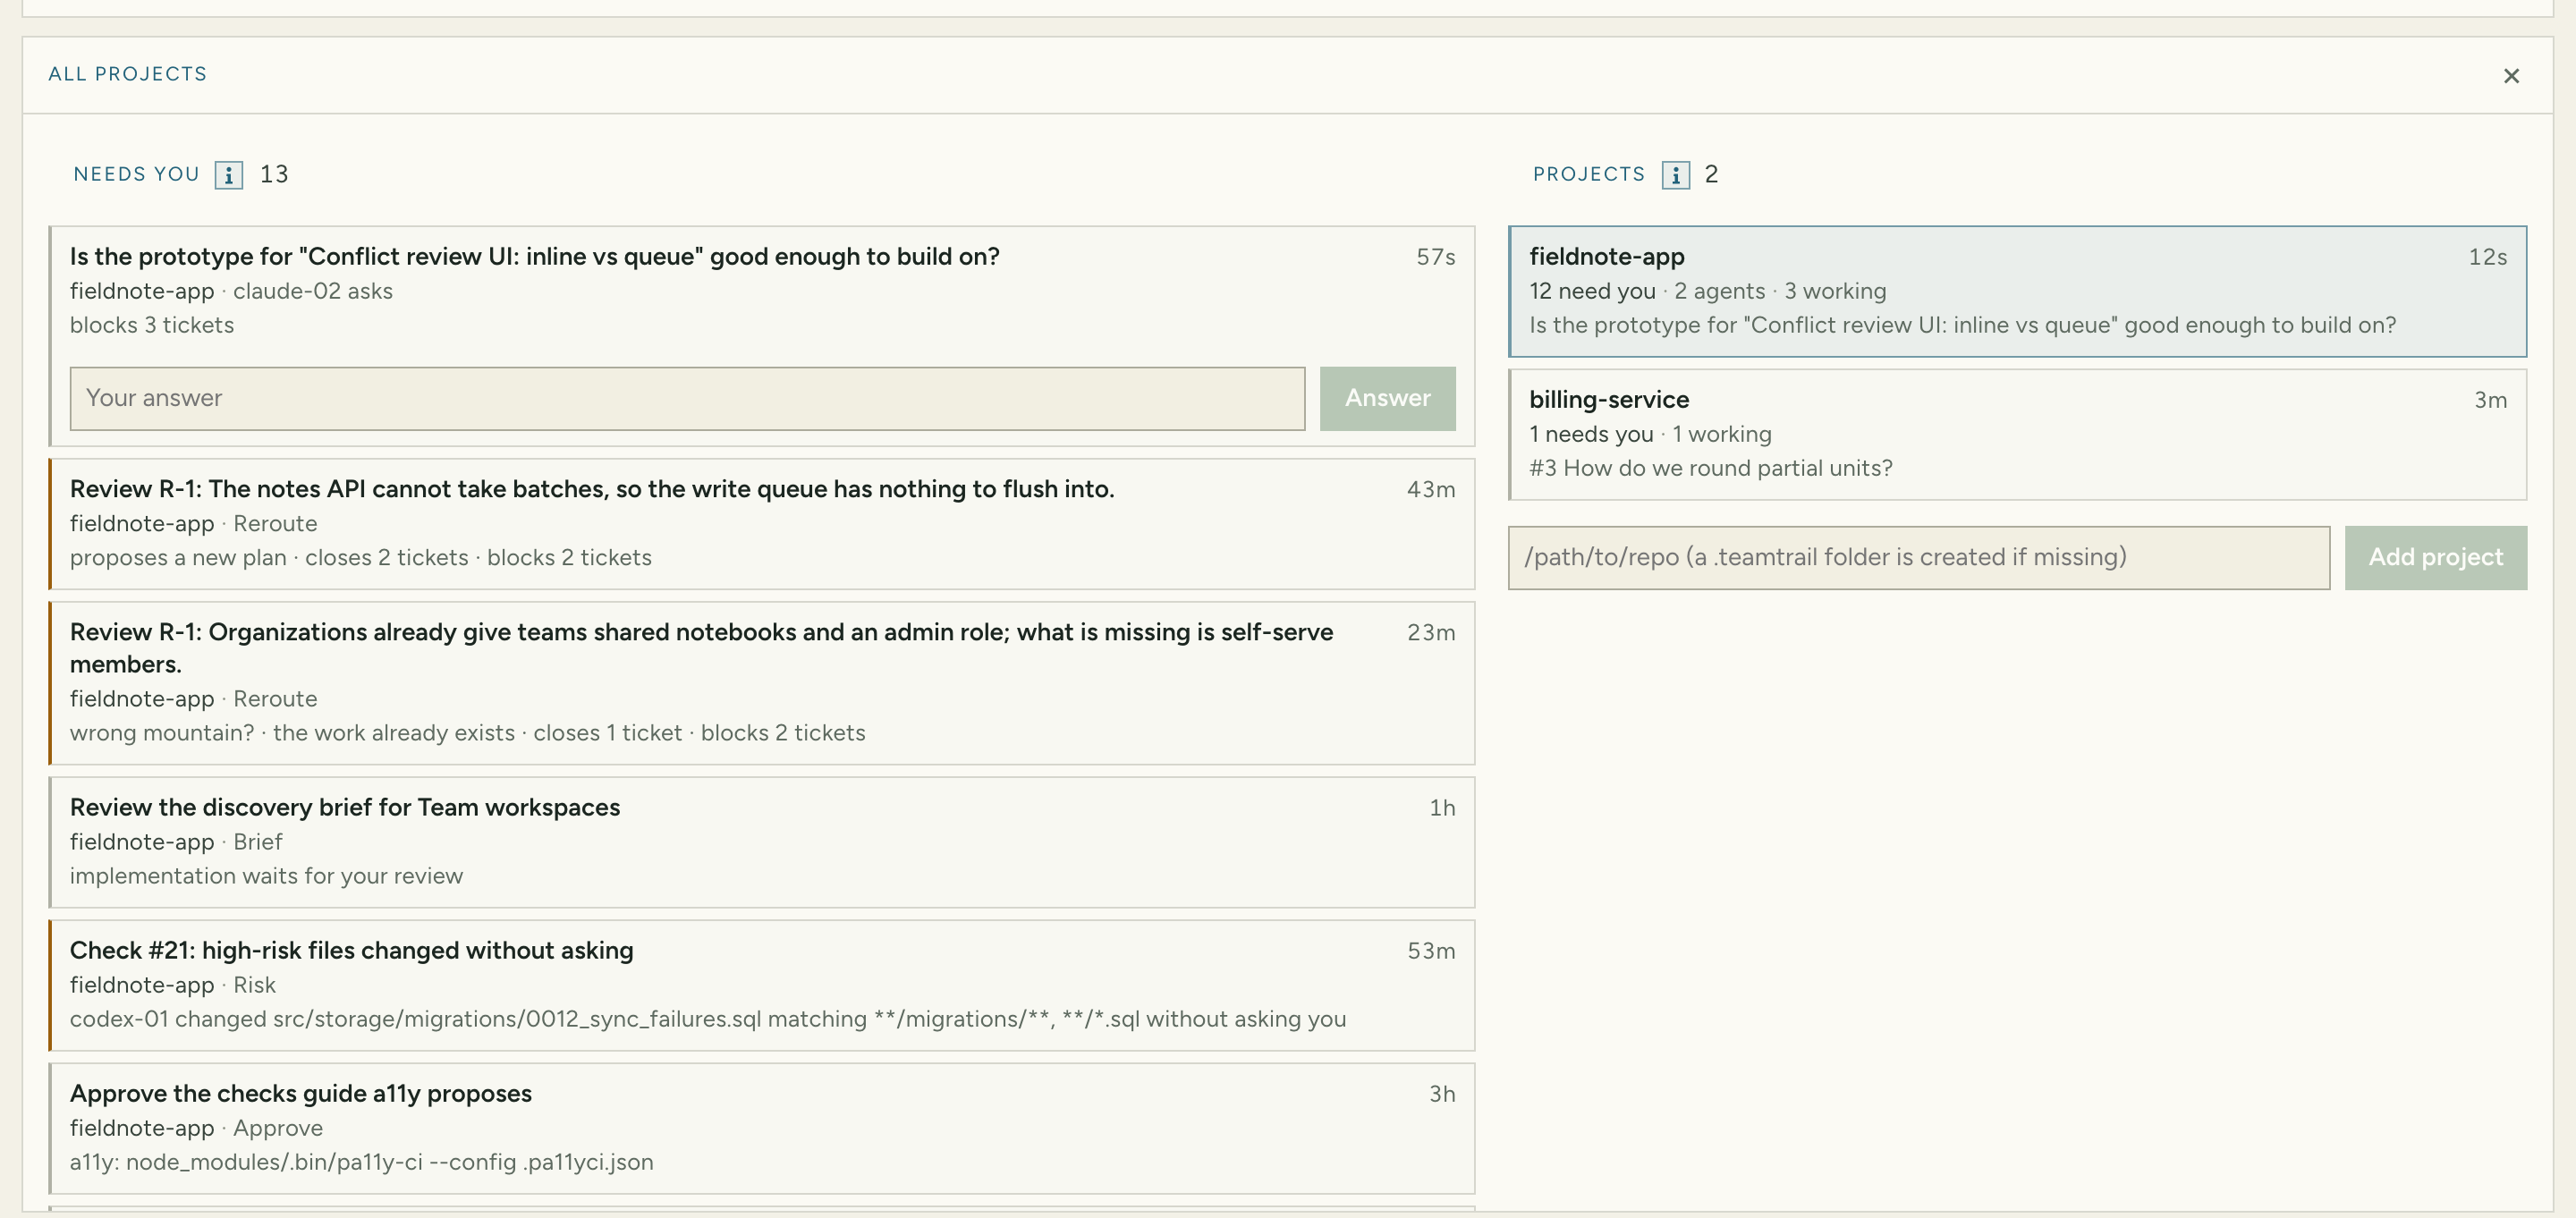 ALL PROJECTS ✕
NEEDS YOU i 13
Is the prototype for "Conflict review UI: inline vs queue" good enough to build on? 57s
fieldnote-app · claude-02 asks
blocks 3 tickets
Your answer Answer
Review R-1: The notes API cannot take batches, so the write queue has nothing to flush into. 43m
fieldnote-app · Reroute
proposes a new plan · closes 2 tickets · blocks 2 tickets
Review R-1: Organizations already give teams shared notebooks and an admin role; what is missing is self-serve 23m
members.
fieldnote-app · Reroute
wrong mountain? · the work already exists · closes 1 ticket · blocks 2 tickets
Review the discovery brief for Team workspaces 1h
fieldnote-app · Brief
implementation waits for your review
Check #21: high-risk files changed without asking 53m
fieldnote-app · Risk
codex-01 changed src/storage/migrations/0012_sync_failures.sql matching **/migrations/**, **/*.sql without asking you
Approve the checks guide a11y proposes 3h
fieldnote-app · Approve
a11y: node_modules/.bin/pa11y-ci --config .pa11yci.json
PROJECTS i 2
fieldnote-app 12s
12 need you · 2 agents · 3 working
Is the prototype for "Conflict review UI: inline vs queue" good enough to build on?
billing-service 3m
1 needs you · 1 working
#3 How do we round partial units?
/path/to/repo (a .teamtrail folder is created if missing) Add project